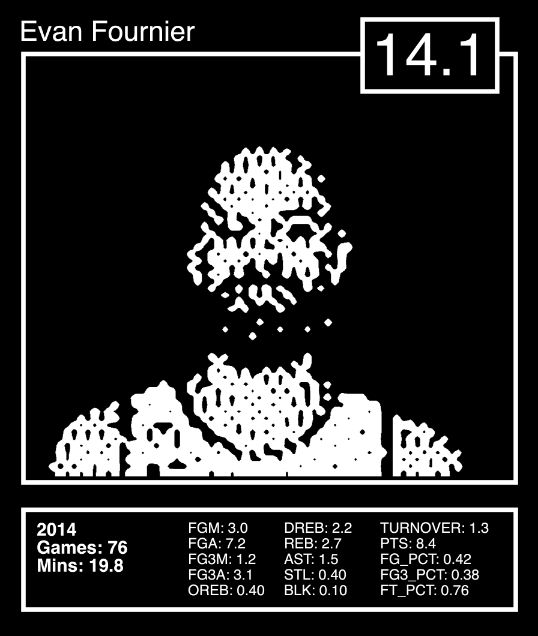 Evan Fournier
14.1
2014
Games: 76
Mins: 19.8
FGM: 3.0
FGA: 7.2
FG3M: 1.2
FG3A: 3.1
OREB: 0.40
DREB: 2.2
REB: 2.7
AST: 1.5
STL: 0.40
BLK: 0.10
TURNOVER: 1.3
PTS: 8.4
FG_PCT: 0.42
FG3_PCT: 0.38
FT_PCT: 0.76